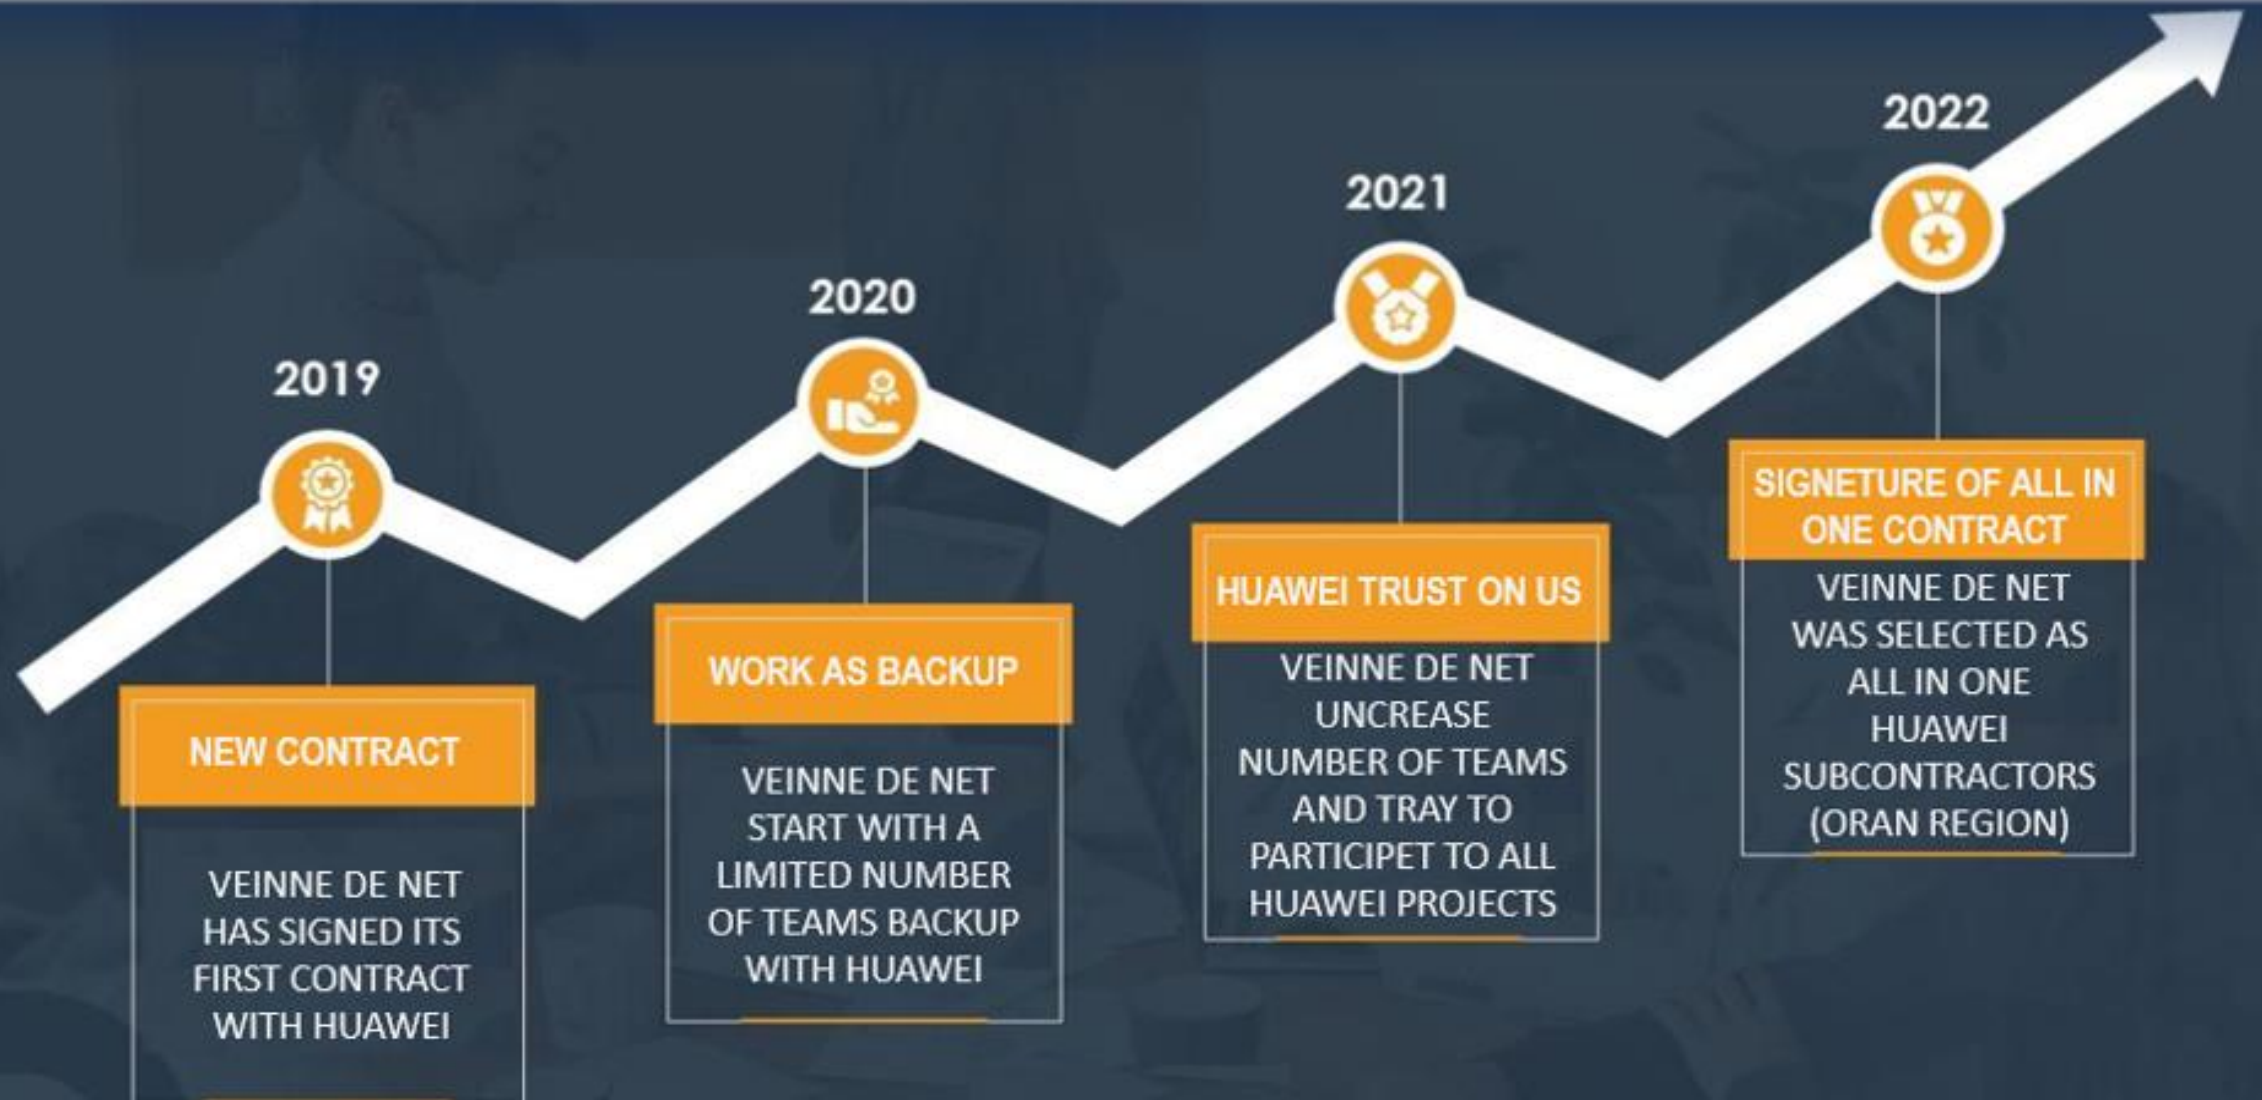 2019
NEW CONTRACT
VEINNE DE NET
HAS SIGNED ITS
FIRST CONTRACT
WITH HUAWEI
2020
WORK AS BACKUP
VEINNE DE NET
START WITH A
LIMITED NUMBER
OF TEAMS BACKUP
WITH HUAWEI
2021
HUAWEI TRUST ON US
VEINNE DE NET
UNCREASE
NUMBER OF TEAMS
AND TRAY TO
PARTICIPET TO ALL
HUAWEI PROJECTS
2022
SIGNETURE OF ALL IN
ONE CONTRACT
VEINNE DE NET
WAS SELECTED AS
ALL IN ONE
HUAWEI
SUBCONTRACTORS
(ORAN REGION)